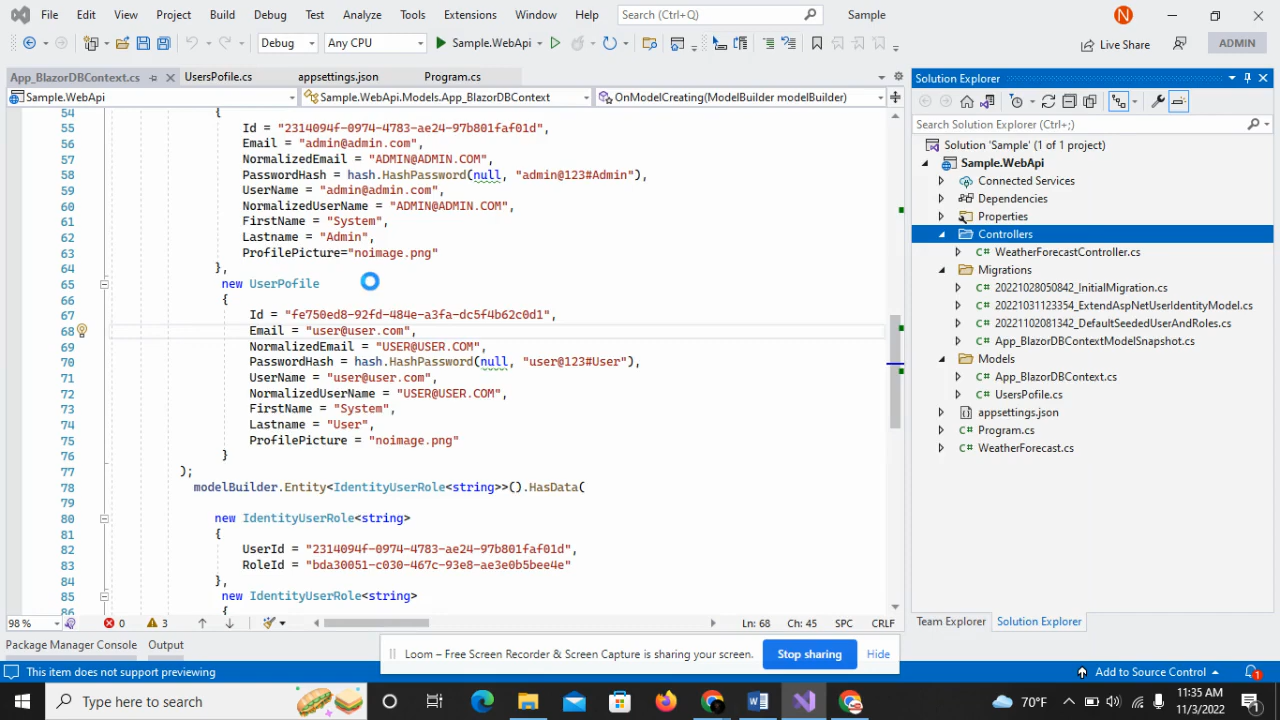 File Edit View Project Build Debug Test Analyze Tools Extensions Window Help Search (Ctrl+Q) Sample N
Debug Any CPU Sample.WebApi Live Share ADMIN
App_BlazorDBContext.cs UsersPofile.cs appsettings.json Program.cs
Sample.WebApi Sample.WebApi.Models.App_BlazorDBContext OnModelCreating(ModelBuilder modelBuilder)
54 {
55 Id = "2314094f-0974-4783-ae24-97b801faf01d",
56 Email = "admin@admin.com",
57 NormalizedEmail = "ADMIN@ADMIN.COM",
58 PasswordHash = hash.HashPassword(null, "admin@123#Admin"),
59 UserName = "admin@admin.com",
60 NormalizedUserName = "ADMIN@ADMIN.COM",
61 FirstName = "System",
62 Lastname = "Admin",
63 ProfilePicture="noimage.png"
64 },
65 new UserPofile
66 {
67 Id = "fe750ed8-92fd-484e-a3fa-dc5f4b62c0d1",
68 Email = "user@user.com",
69 NormalizedEmail = "USER@USER.COM",
70 PasswordHash = hash.HashPassword(null, "user@123#User"),
71 UserName = "user@user.com",
72 NormalizedUserName = "USER@USER.COM",
73 FirstName = "System",
74 Lastname = "User",
75 ProfilePicture = "noimage.png"
76 }
77 );
78 modelBuilder.Entity<IdentityUserRole<string>>().HasData(
79
80 new IdentityUserRole<string>
81 {
82 UserId = "2314094f-0974-4783-ae24-97b801faf01d",
83 RoleId = "bda30051-c030-467c-93e8-ae3e0b5bee4e"
84 },
85 new IdentityUserRole<string>
86 {
98 % 0 3 Ln: 68 Ch: 45 SPC CRLF
Solution Explorer
Search Solution Explorer (Ctrl+;)
Solution 'Sample' (1 of 1 project)
Sample.WebApi
Connected Services
Dependencies
Properties
Controllers
C# WeatherForecastController.cs
Migrations
C# 20221028050842_InitialMigration.cs
C# 20221031123354_ExtendAspNetUserIdentityModel.cs
C# 20221102081342_DefaultSeededUserAndRoles.cs
C# App_BlazorDBContextModelSnapshot.cs
Models
C# App_BlazorDBContext.cs
C# UsersPofile.cs
appsettings.json
C# Program.cs
C# WeatherForecast.cs
Team Explorer Solution Explorer
Package Manager Console Output
Loom – Free Screen Recorder & Screen Capture is sharing your screen. Stop sharing Hide
This item does not support previewing Add to Source Control 1
Type here to search 70°F 11:35 AM
11/3/2022 1